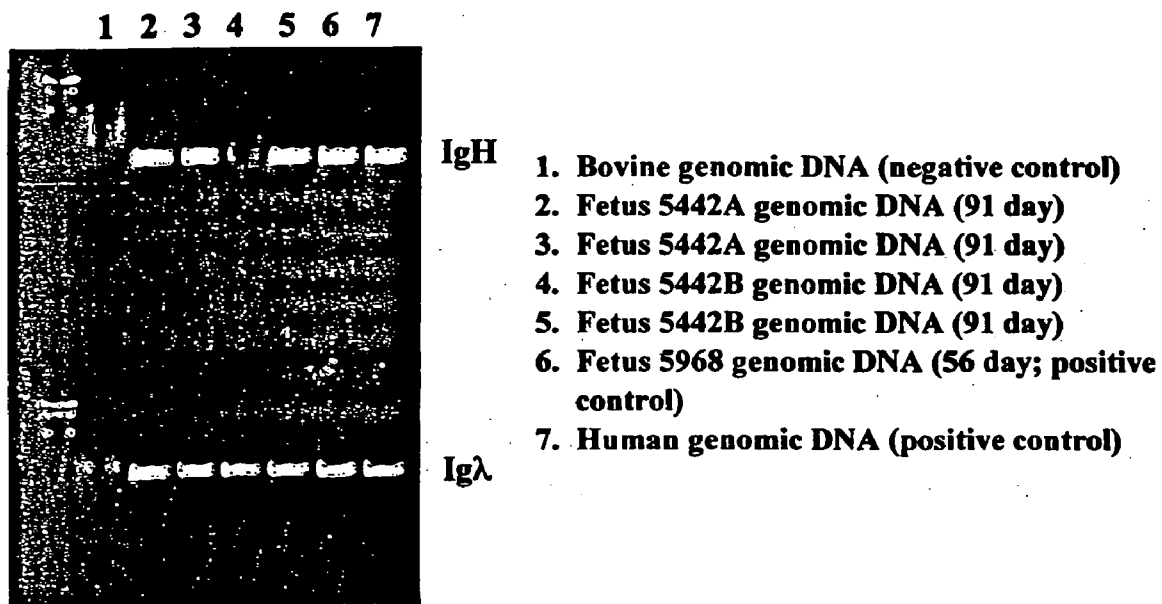 1 2 3 4 5 6 7
IgH
Igλ
1. Bovine genomic DNA (negative control)
2. Fetus 5442A genomic DNA (91 day)
3. Fetus 5442A genomic DNA (91 day)
4. Fetus 5442B genomic DNA (91 day)
5. Fetus 5442B genomic DNA (91 day)
6. Fetus 5968 genomic DNA (56 day; positive
control)
7. Human genomic DNA (positive control)